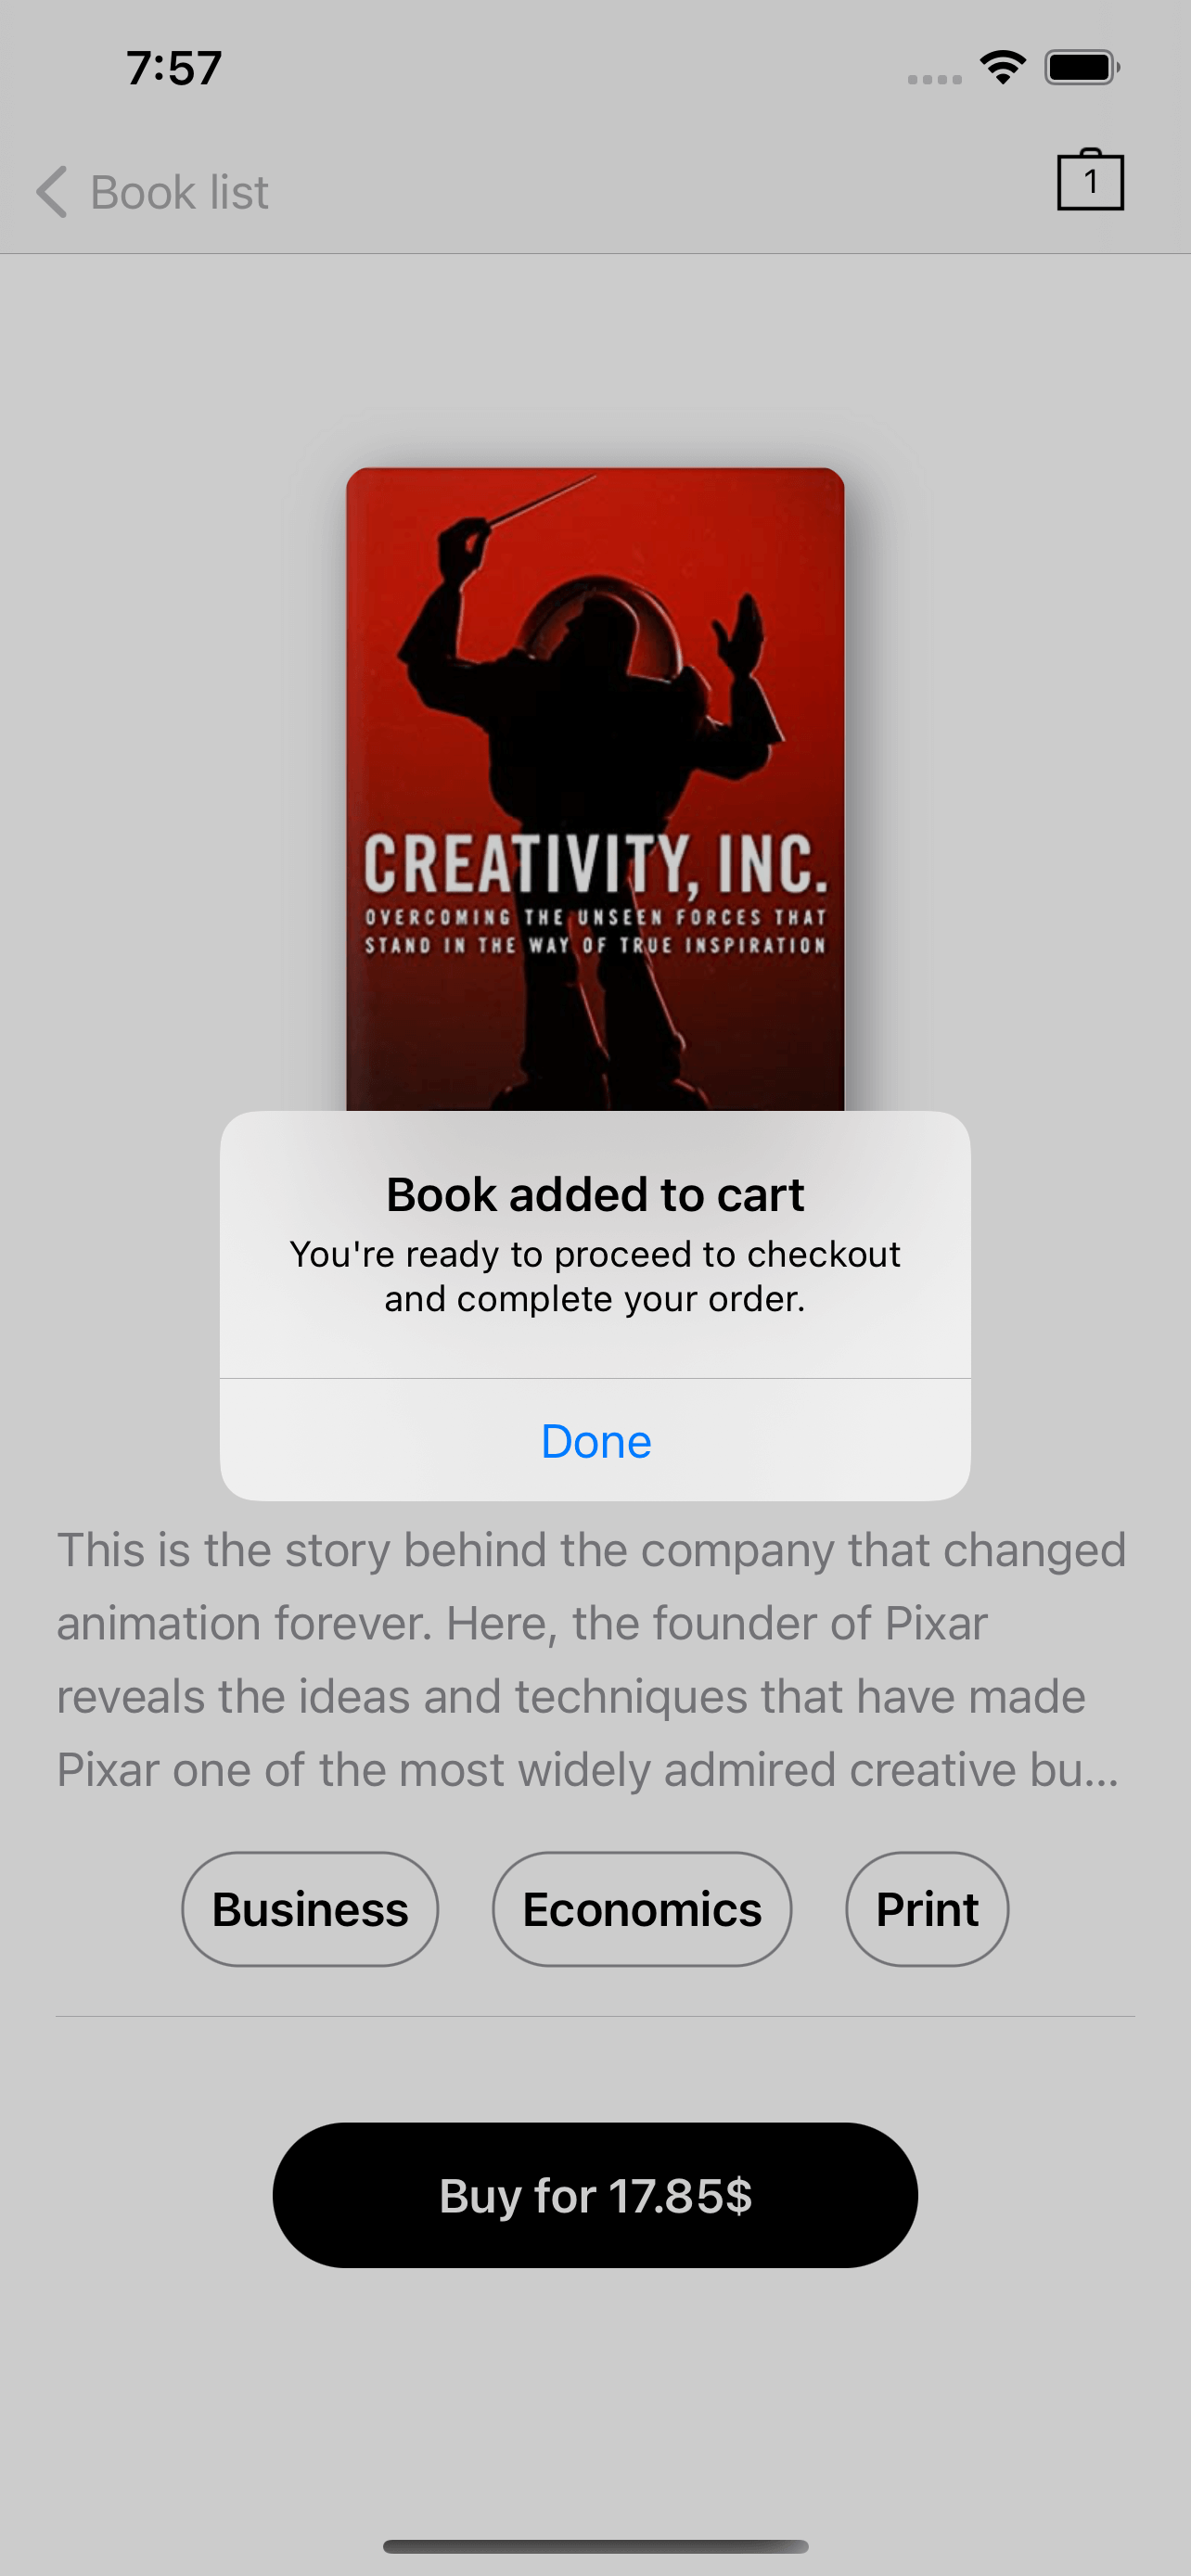 7:57
Book list
1
CREATIVITY, INC.
OVERCOMING THE UNSEEN FORCES THAT
STAND IN THE WAY OF TRUE INSPIRATION
Book added to cart
You're ready to proceed to checkout
and complete your order.
Done
This is the story behind the company that changed
animation forever. Here, the founder of Pixar
reveals the ideas and techniques that have made
Pixar one of the most widely admired creative bu...
Business
Economics
Print
Buy for 17.85$